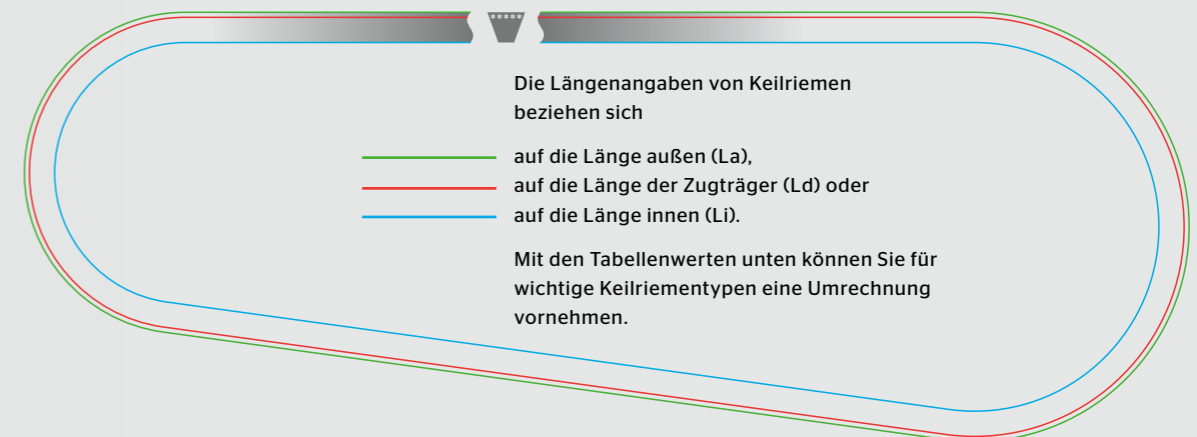 Die Längenangaben von Keilriemen
beziehen sich
auf die Länge außen (La),
auf die Länge der Zugträger (Ld) oder
auf die Länge innen (Li).
Mit den Tabellenwerten unten können Sie für
wichtige Keilriementypen eine Umrechnung
vornehmen.